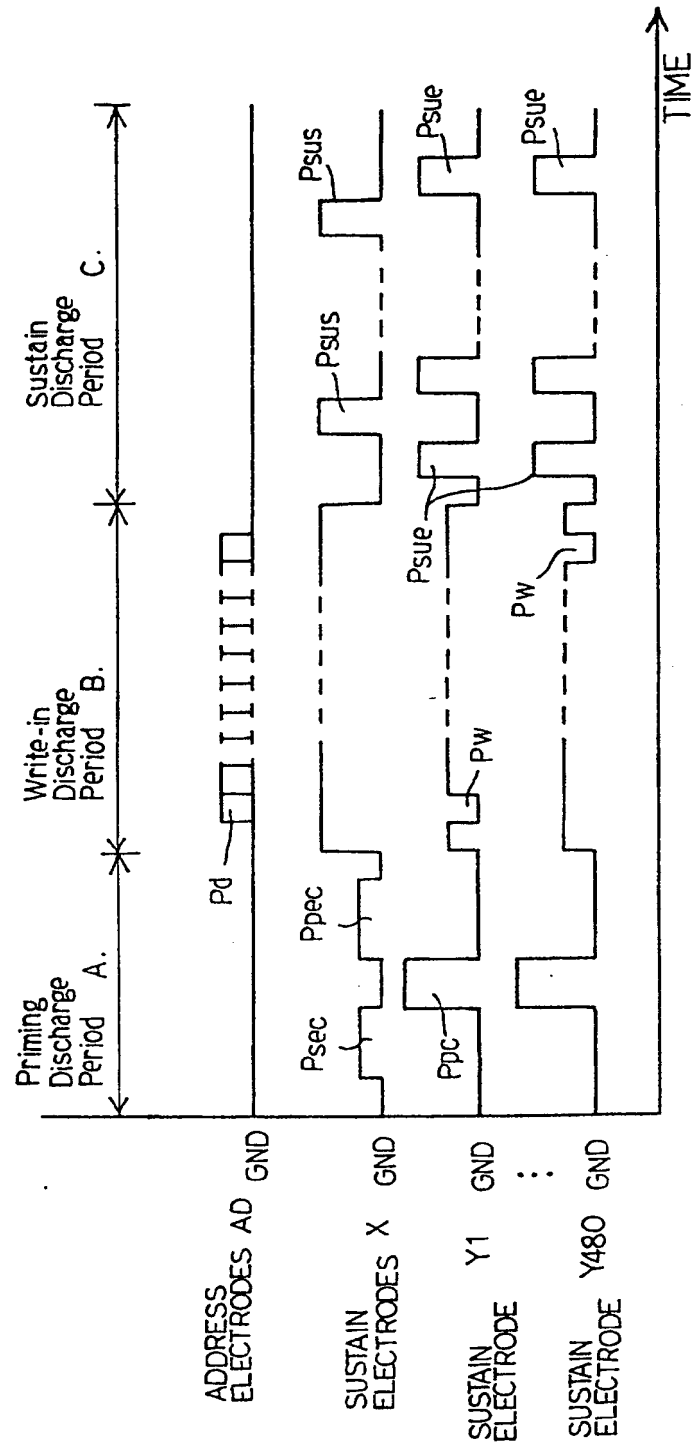 Priming
Discharge
Period A.
Write-in
Discharge
Period B.
Sustain
Discharge
Period C.
ADDRESS
ELECTRODES AD GND
Pd
SUSTAIN
ELECTRODES X GND
Psec
Ppec
Psus
Psus
SUSTAIN
ELECTRODE Y1 GND
Ppc
Pw
Psue
Psue
SUSTAIN
ELECTRODE Y480 GND
Pw
Psue
TIME